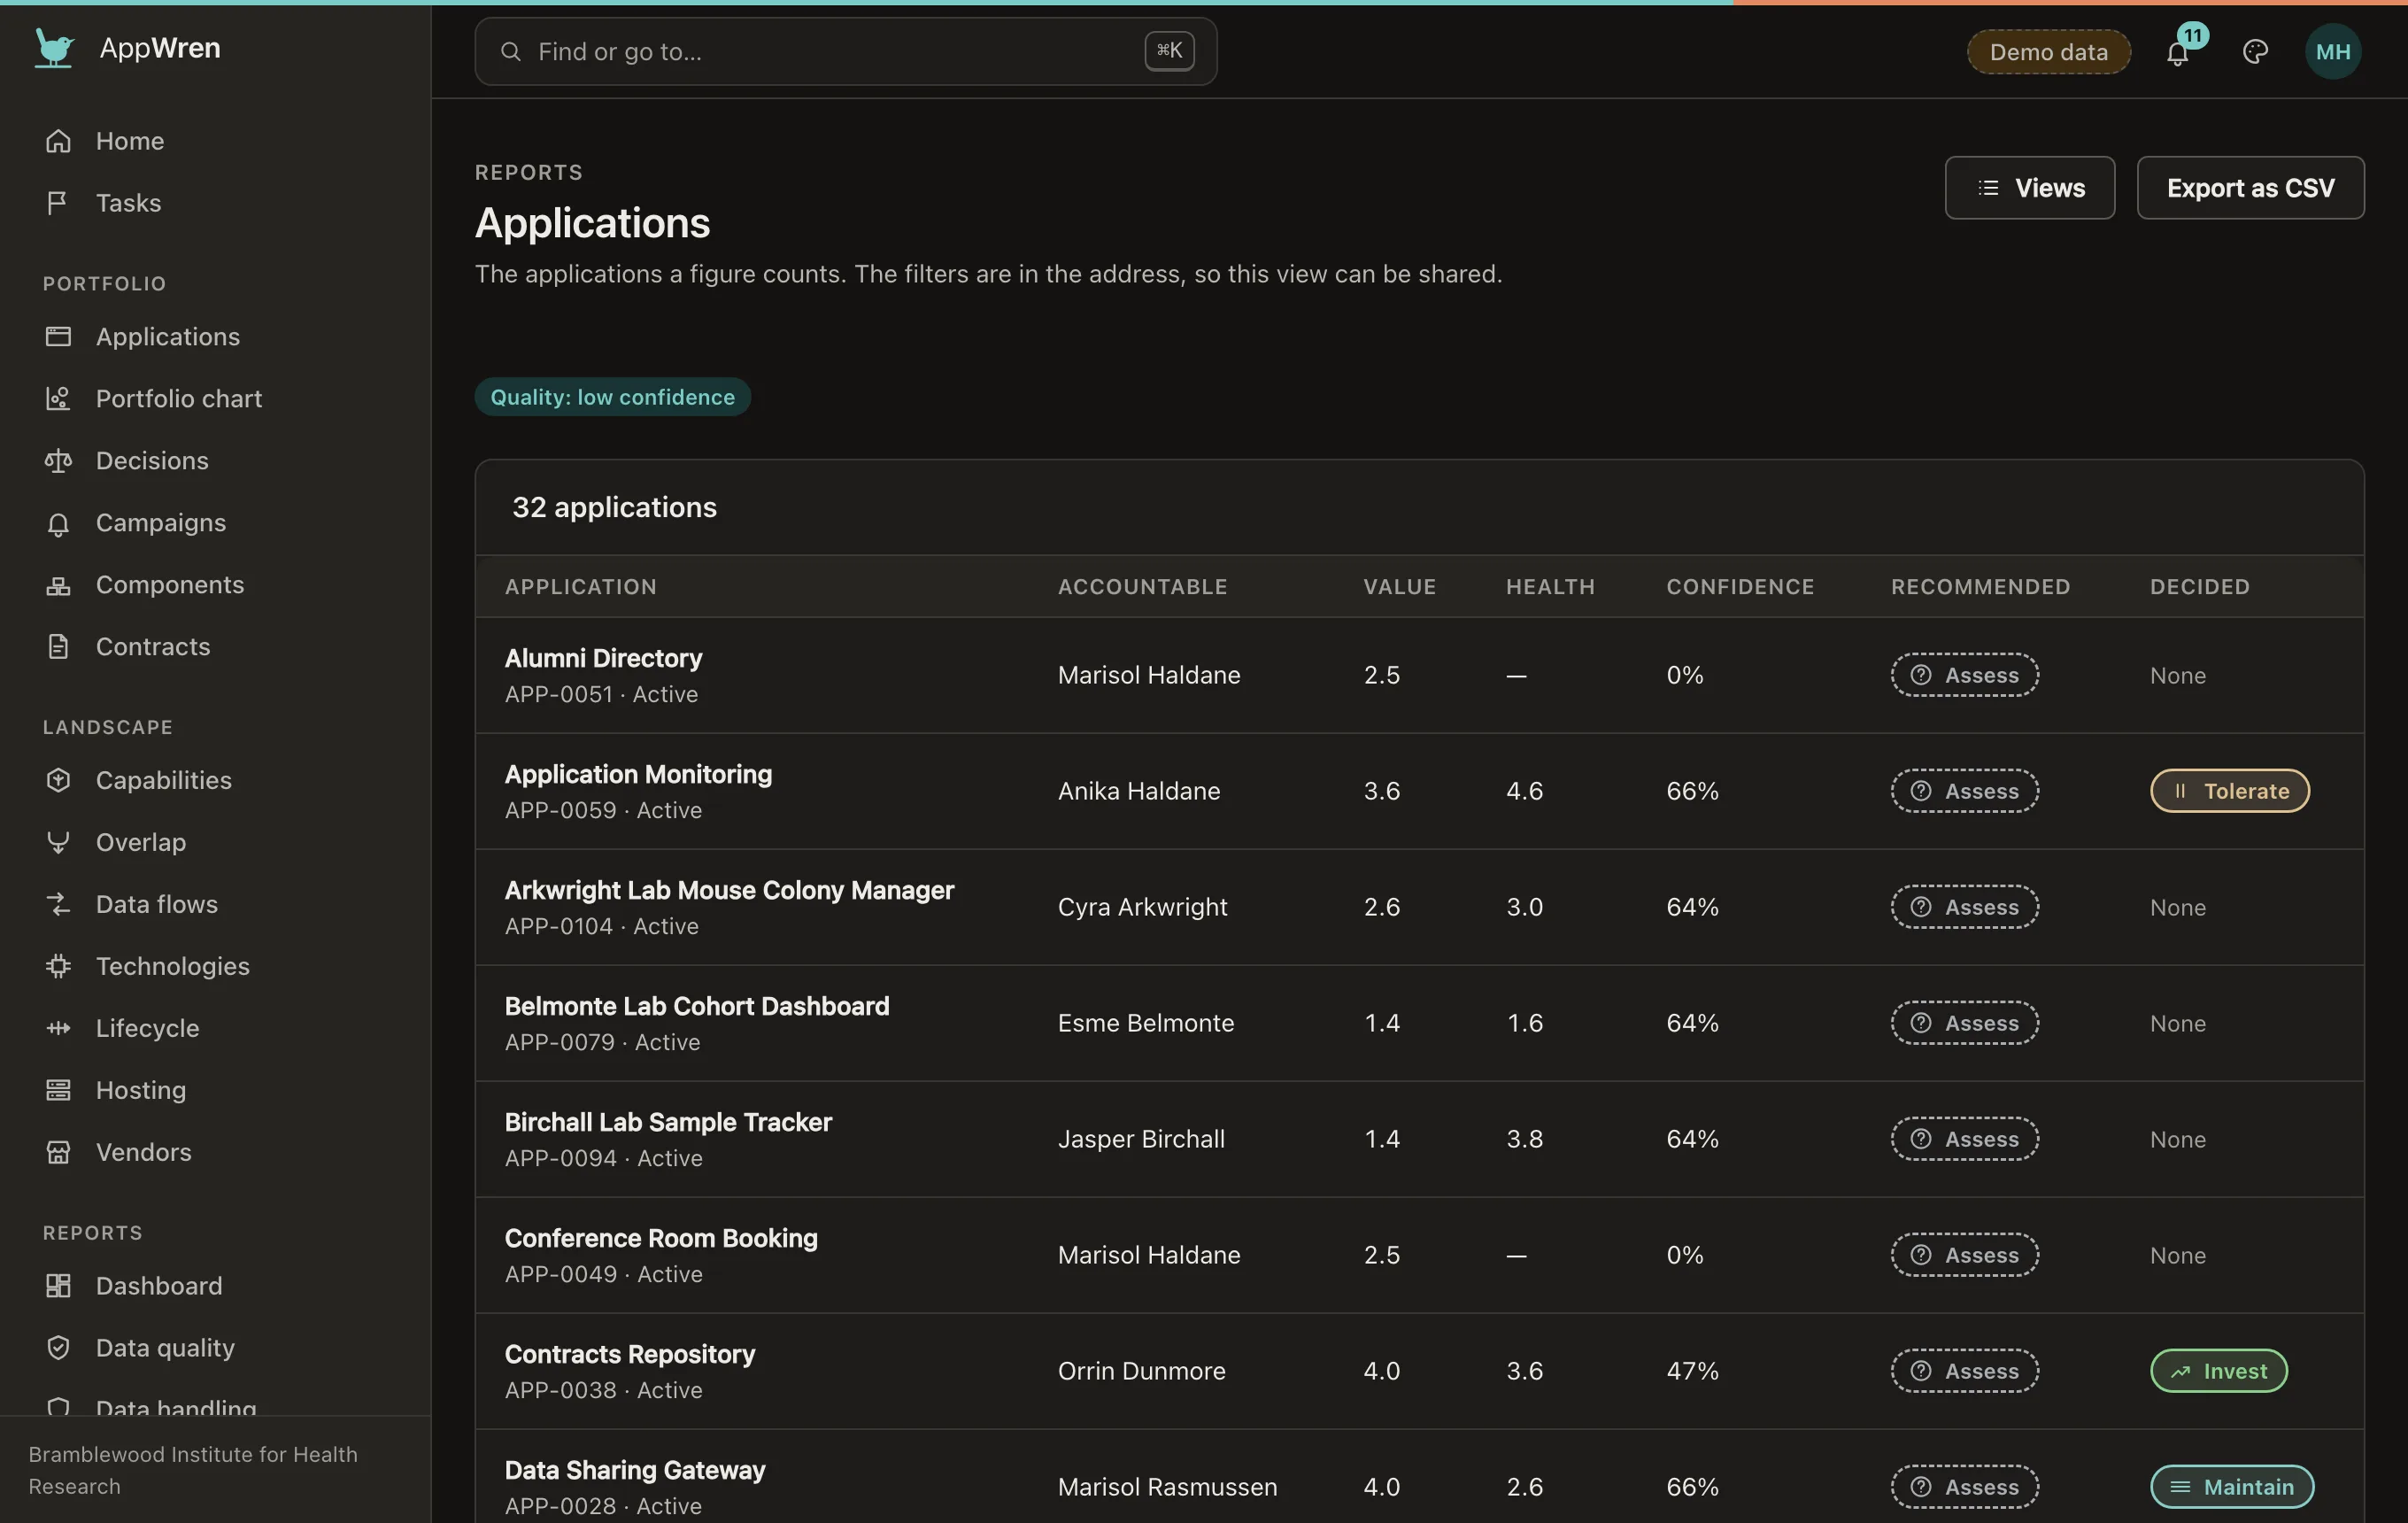 AppWren
Find or go to...
⌘K
Demo data
11
MH
Home
Tasks
PORTFOLIO
Applications
Portfolio chart
Decisions
Campaigns
Components
Contracts
LANDSCAPE
Capabilities
Overlap
Data flows
Technologies
Lifecycle
Hosting
Vendors
REPORTS
Dashboard
Data quality
Data handling
Bramblewood Institute for Health
Research
REPORTS
Applications
The applications a figure counts. The filters are in the address, so this view can be shared.
Views
Export as CSV
Quality: low confidence
32 applications
APPLICATION ACCOUNTABLE VALUE HEALTH CONFIDENCE RECOMMENDED DECIDED
Alumni Directory
APP-0051 · Active
Marisol Haldane 2.5 — 0% Assess None
Application Monitoring
APP-0059 · Active
Anika Haldane 3.6 4.6 66% Assess Tolerate
Arkwright Lab Mouse Colony Manager
APP-0104 · Active
Cyra Arkwright 2.6 3.0 64% Assess None
Belmonte Lab Cohort Dashboard
APP-0079 · Active
Esme Belmonte 1.4 1.6 64% Assess None
Birchall Lab Sample Tracker
APP-0094 · Active
Jasper Birchall 1.4 3.8 64% Assess None
Conference Room Booking
APP-0049 · Active
Marisol Haldane 2.5 — 0% Assess None
Contracts Repository
APP-0038 · Active
Orrin Dunmore 4.0 3.6 47% Assess Invest
Data Sharing Gateway
APP-0028 · Active
Marisol Rasmussen 4.0 2.6 66% Assess Maintain